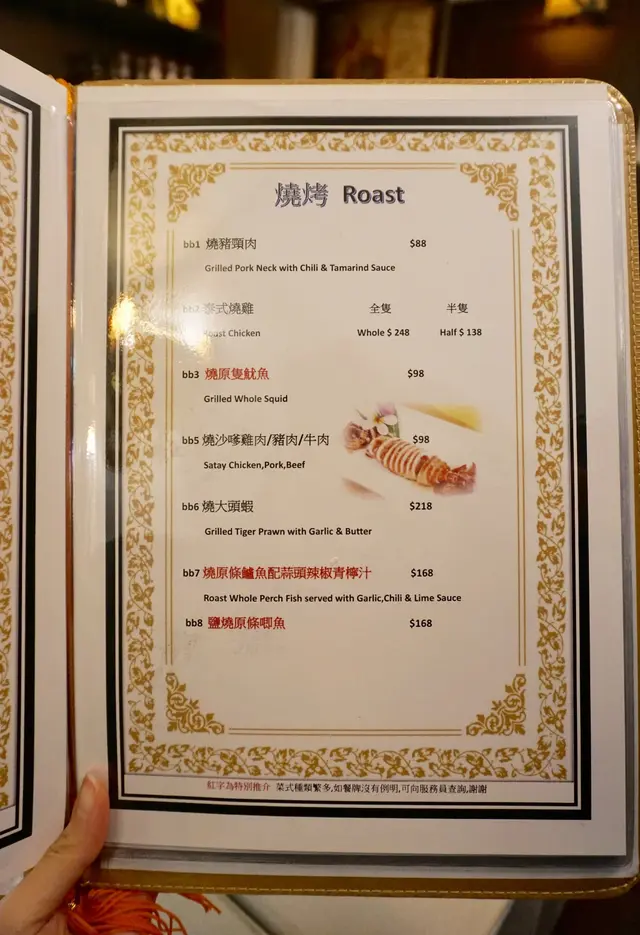 燒烤 Roast
bb1 燒豬頸肉 $88
Grilled Pork Neck with Chili & Tamarind Sauce
bb2 泰式燒雞 全隻 半隻
Roast Chicken Whole $ 248 Half $ 138
bb3 燒原隻魷魚 $98
Grilled Whole Squid
bb5 燒沙嗲雞肉/豬肉/牛肉 $98
Satay Chicken,Pork,Beef
bb6 燒大頭蝦 $218
Grilled Tiger Prawn with Garlic & Butter
bb7 燒原條鱸魚配蒜頭辣椒青檸汁 $168
Roast Whole Perch Fish served with Garlic,Chili & Lime Sauce
bb8 鹽燒原條唧魚 $168
紅字為特別推介 菜式種類繁多,如餐牌沒有例明,可向服務員查詢,謝謝